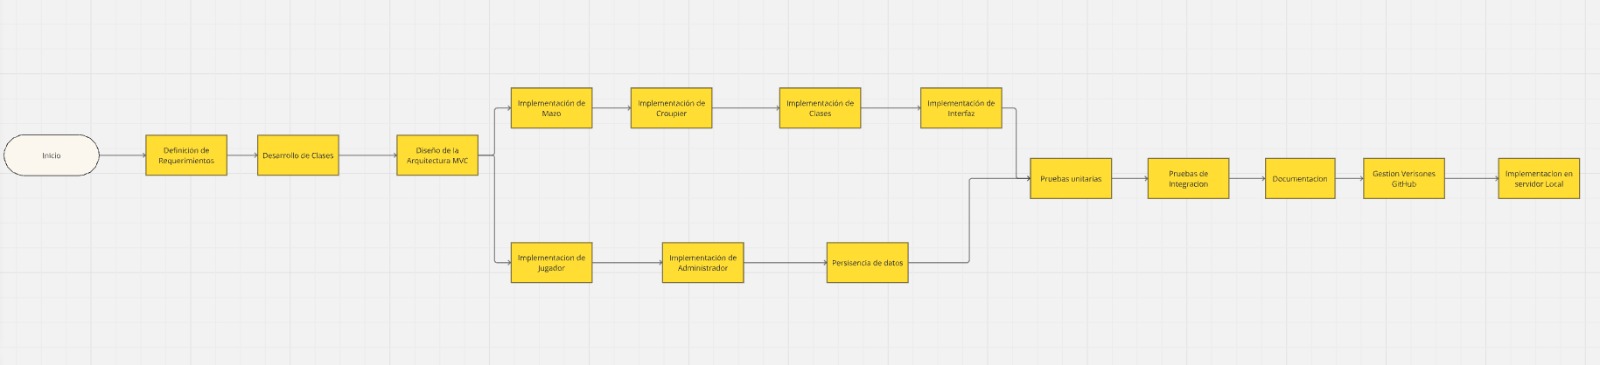 Inicio
Definición de
Requerimientos
Desarrollo de Clases
Diseño de la
Arquitectura MVC
Implementación de
Mazo
Implementación de
Croupier
Implementación de
Clases
Implementación de
Interfaz
Implementacion de
Jugador
Implementación de
Administrador
Persisencia de datos
Pruebas unitarias
Pruebas de
Integracion
Documentacion
Gestion Verisones
GitHub
Implementacion en
servidor Local